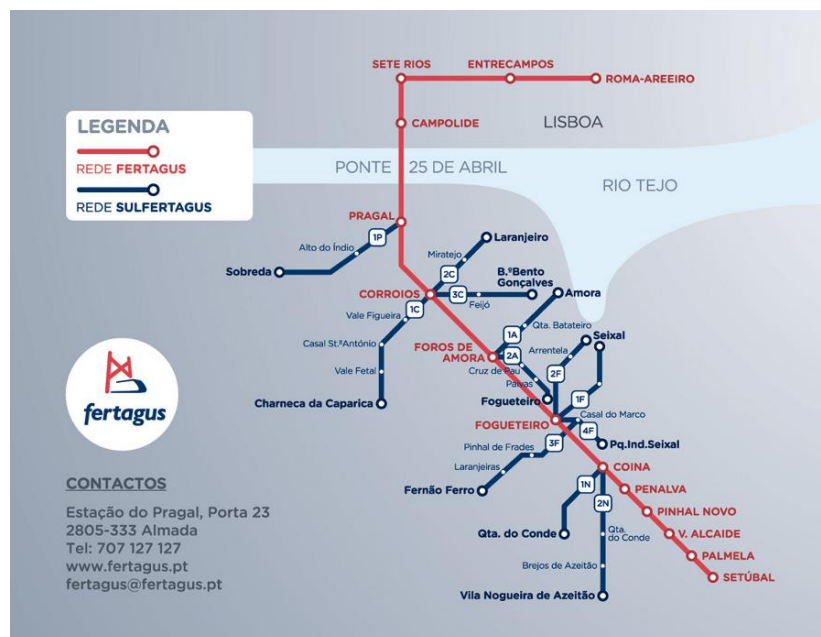 SETE RIOS
ENTRECAMPOS
ROMA-AREEIRO
LEGENDA
REDE FERTAGUS
REDE SULFERTAGUS
CAMPOLIDE
LISBOA
PONTE 25 DE ABRIL
RIO TEJO
PRAGAL
1P
Alto do Índio
Sobreda
Laranjeiro
Miratejo
2C
B.ºBento
Gonçalves
3C
Feijó
CORROIOS
1C
Vale Figueira
Casal St.ºAntónio
Vale Fetal
Charneca da Caparica
Amora
Qta. Batateiro
1A
FOROS DE
AMORA
2A
Cruz de Pau
Paivas
Fogueteiro
Seixal
Arrentela
2F
1F
FOGUETEIRO
Casal do Marco
4F
Pq.Ind.Seixal
3F
Pinhal de Frades
Laranjeiras
Fernão Ferro
COINA
1N
2N
Qta. do Conde
Qta.
do Conde
Brejos de Azeitão
Vila Nogueira de Azeitão
PENALVA
PINHAL NOVO
V. ALCAIDE
PALMELA
SETÚBAL
fertagus
CONTACTOS
Estação do Pragal, Porta 23
2805-333 Almada
Tel: 707 127 127
www.fertagus.pt
fertagus@fertagus.pt